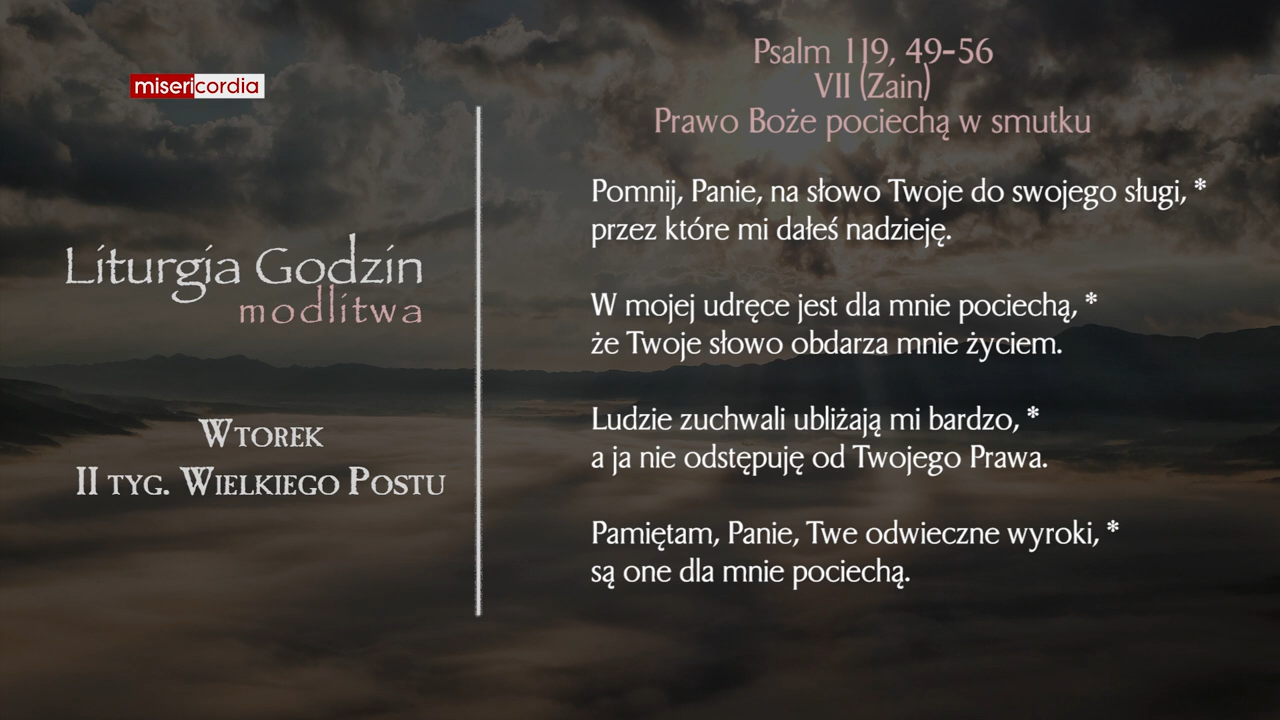 misericordia
Liturgia Godzin
modlitwa
Wtorek
II tyg. Wielkiego Postu
Psalm 119, 49-56
VII (Zain)
Prawo Boże pociechą w smutku
Pomnij, Panie, na słowo Twoje do swojego sługi, *
przez które mi dałeś nadzieję.
W mojej udręce jest dla mnie pociechą, *
że Twoje słowo obdarza mnie życiem.
Ludzie zuchwali ubliżają mi bardzo, *
a ja nie odstępuję od Twojego Prawa.
Pamiętam, Panie, Twe odwieczne wyroki, *
są one dla mnie pociechą.